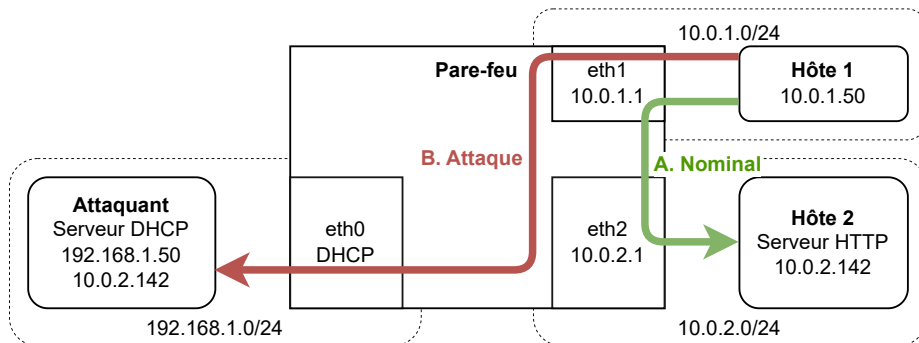 10.0.1.0/24
Pare-feu
eth1
10.0.1.1
Hôte 1
10.0.1.50
B. Attaque
A. Nominal
Attaquant
Serveur DHCP
192.168.1.50
10.0.2.142
eth0
DHCP
eth2
10.0.2.1
Hôte 2
Serveur HTTP
10.0.2.142
192.168.1.0/24
10.0.2.0/24